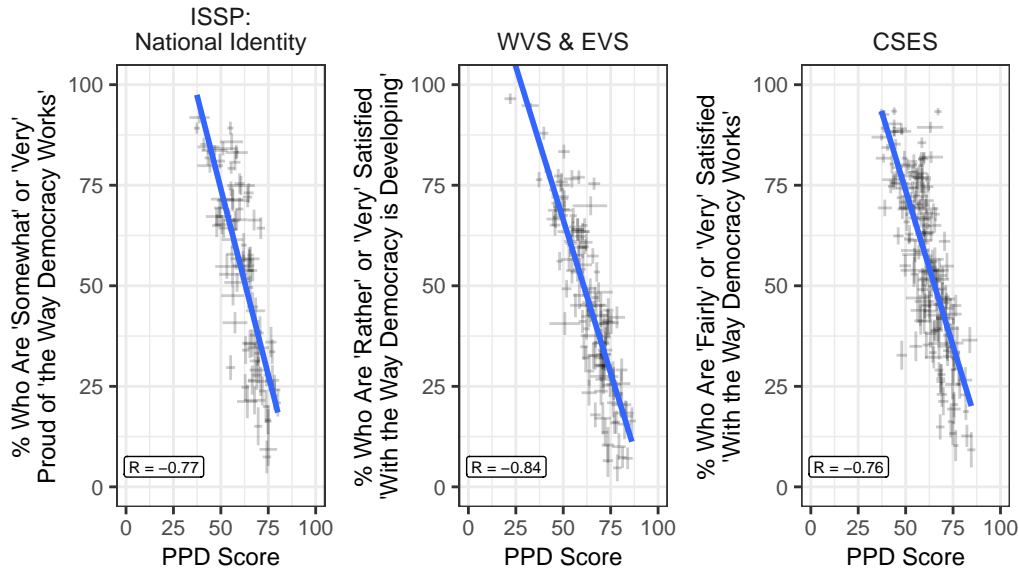 ISSP:
National Identity
WVS & EVS
CSES
% Who Are 'Somewhat' or 'Very'
Proud of 'the Way Democracy Works'
100
75
50
25
0
R = −0.77
0 25 50 75 100
PPD Score
% Who Are 'Rather' or 'Very' Satisfied
'With the Way Democracy is Developing'
100
75
50
25
0
R = −0.84
0 25 50 75 100
PPD Score
% Who Are 'Fairly' or 'Very' Satisfied
'With the Way Democracy Works'
100
75
50
25
0
R = −0.76
0 25 50 75 100
PPD Score